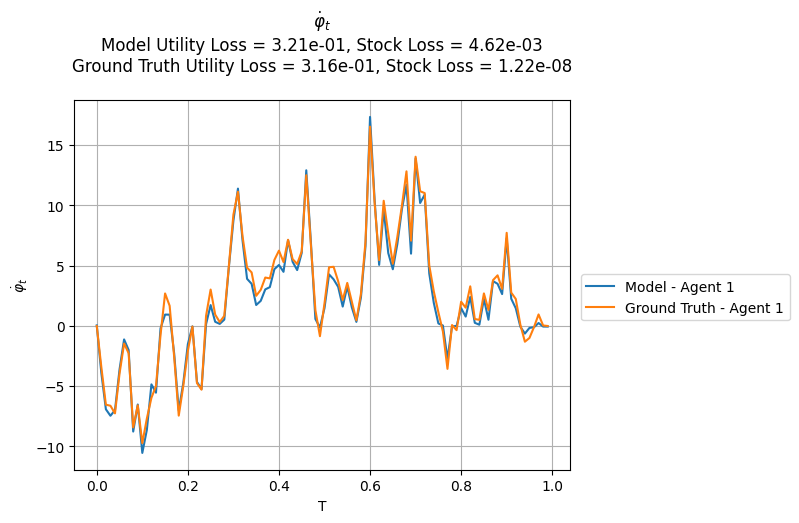 φ̇ₜ
Model Utility Loss = 3.21e-01, Stock Loss = 4.62e-03
Ground Truth Utility Loss = 3.16e-01, Stock Loss = 1.22e-08
15
10
5
0
−5
−10
φ̇ₜ
0.0 0.2 0.4 0.6 0.8 1.0
T
Model - Agent 1
Ground Truth - Agent 1